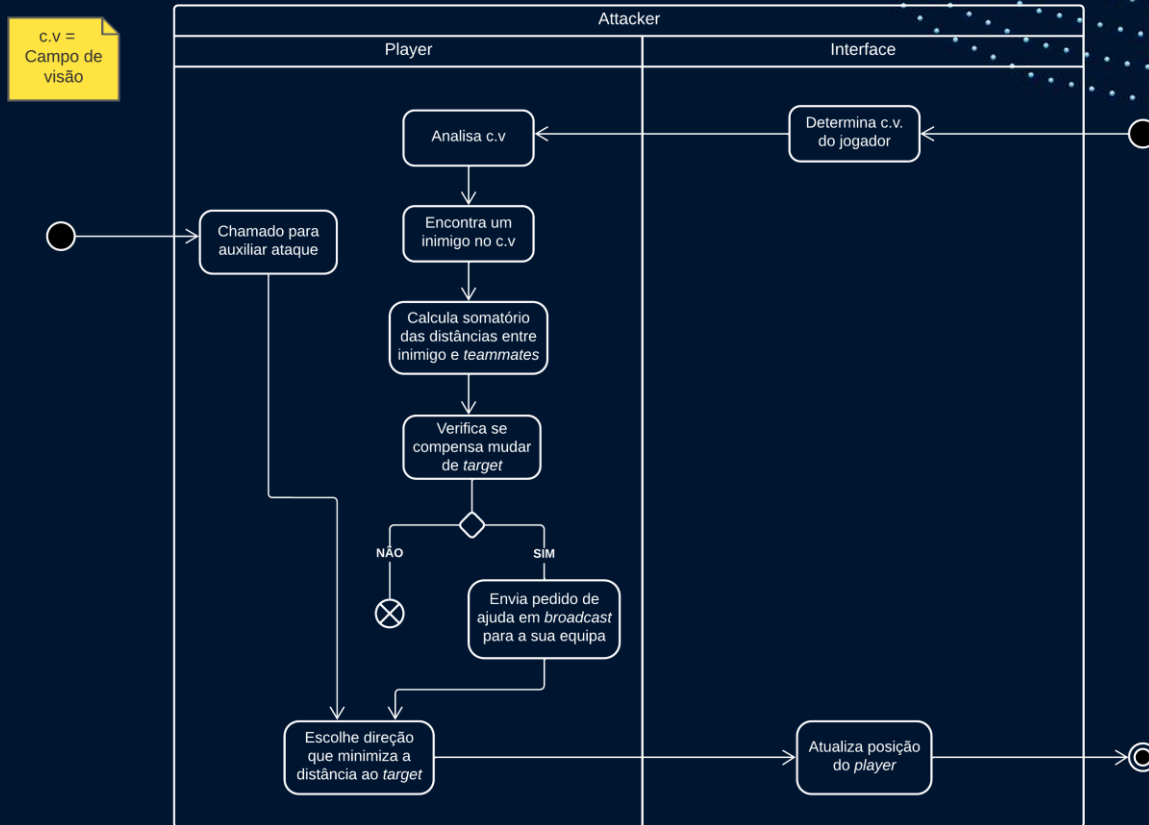 c.v =
Campo de
visão
Attacker
Player
Interface
Analisa c.v
Determina c.v.
do jogador
Chamado para
auxiliar ataque
Encontra um
inimigo no c.v
Calcula somatório
das distâncias entre
inimigo e teammates
Verifica se
compensa mudar
de target
NÃO
SIM
Envia pedido de
ajuda em broadcast
para a sua equipa
Escolhe direção
que minimiza a
distância ao target
Atualiza posição
do player